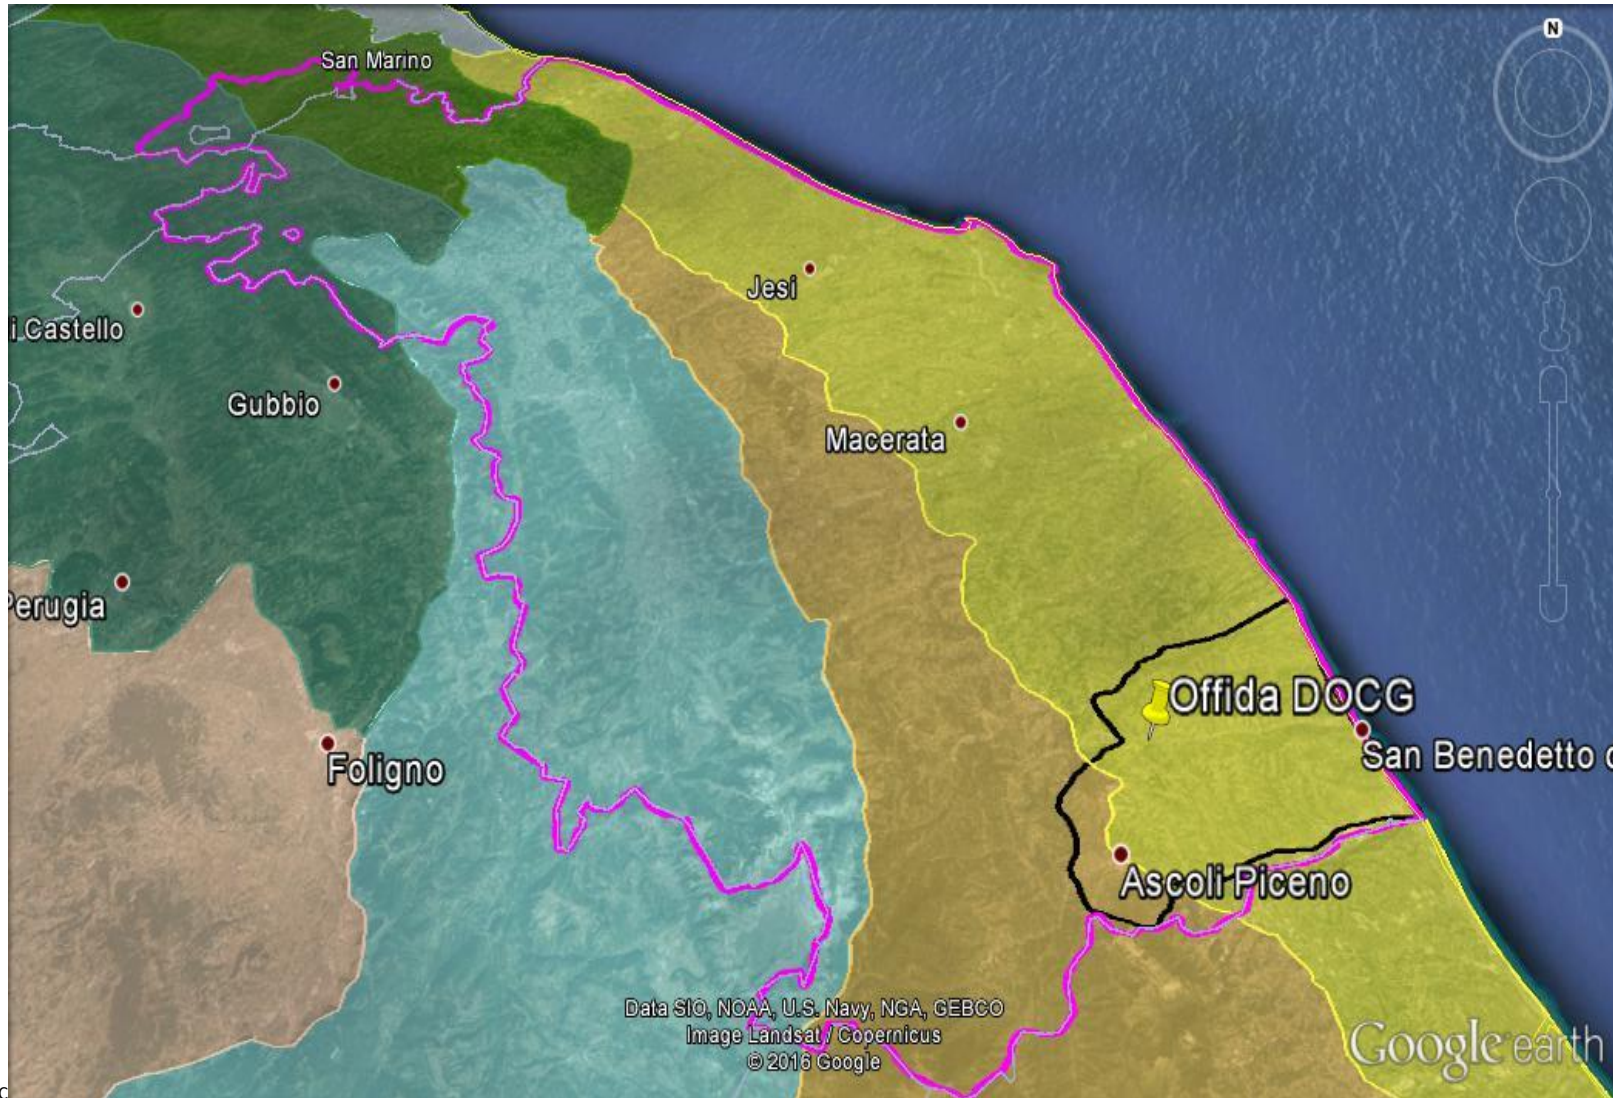 N
San Marino
Jesi
i Castello
Gubbio
Macerata
Perugia
Offida DOCG
San Benedetto d
Foligno
Ascoli Piceno
Data SIO, NOAA, U.S. Navy, NGA, GEBCO
Image Landsat / Copernicus
© 2016 Google
Google earth